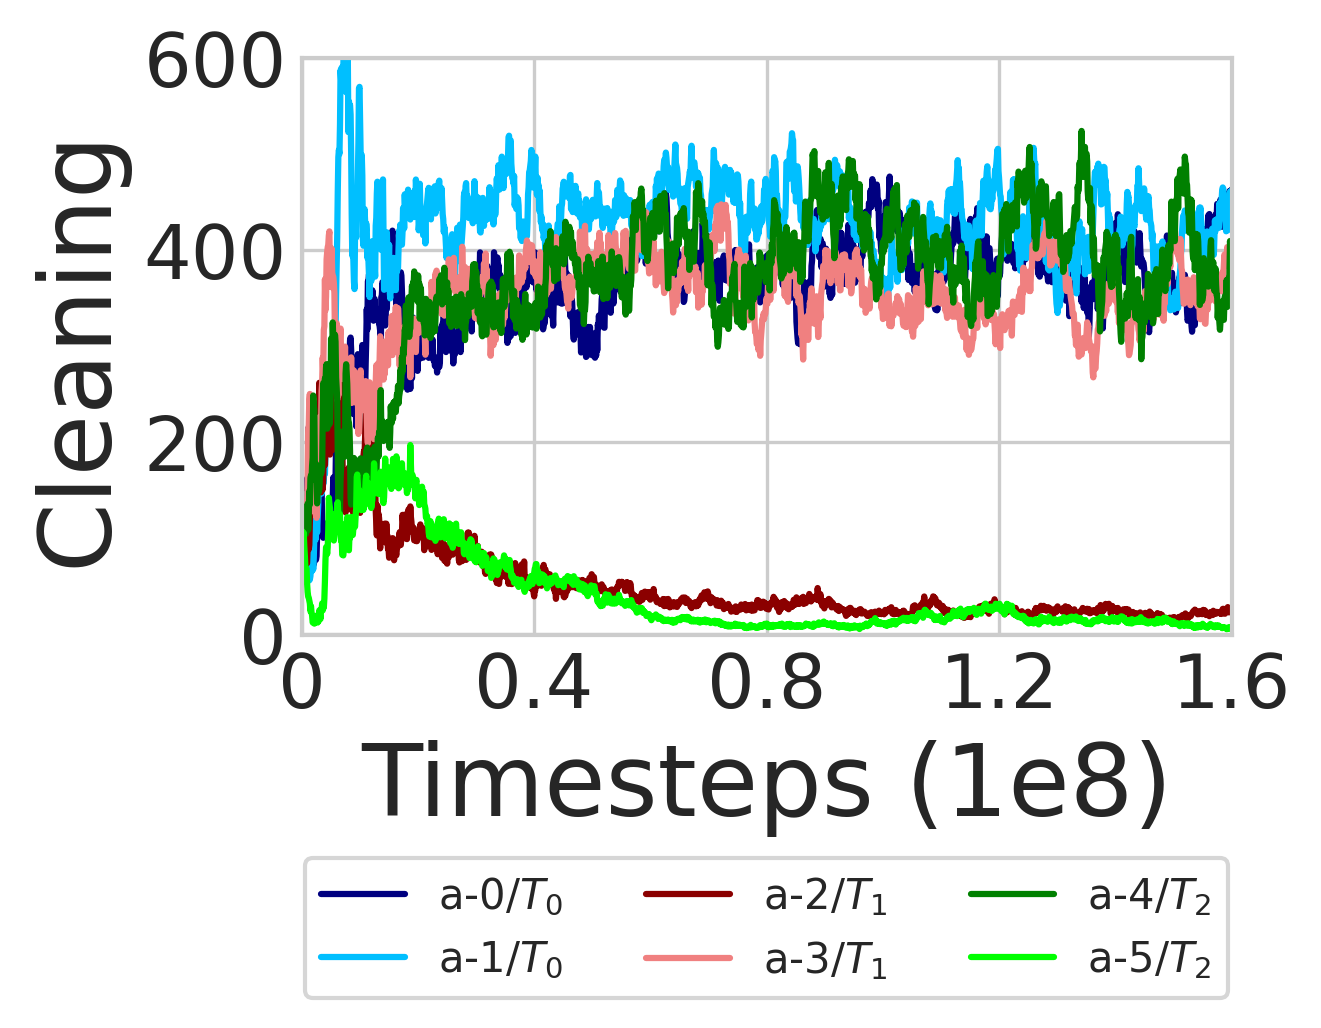 600
400
200
0
Cleaning
0 0.4 0.8 1.2 1.6
Timesteps (1e8)
a-0/T₀ a-2/T₁ a-4/T₂
a-1/T₀ a-3/T₁ a-5/T₂